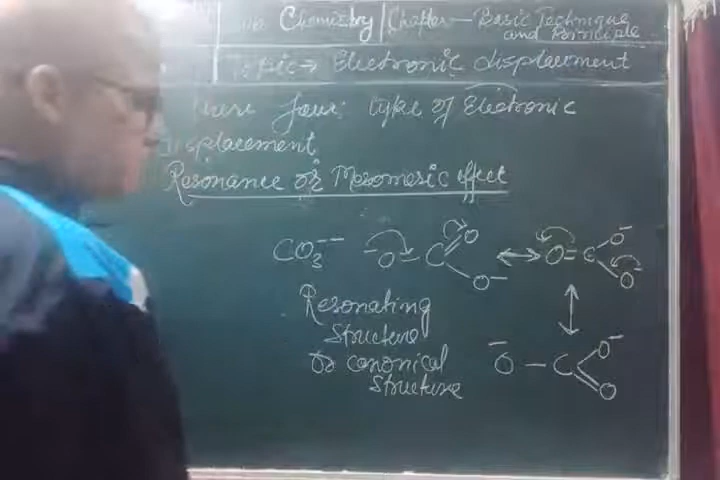 Chemistry | Chapter — Basic Technique
and Principle
Topic → Electronic displacement
four type of Electronic
Displacement
Resonance or Mesomeric effect
CO3-- -O-C=O O- ↔ O=C O- O-
Resonating
Structure
or canonical
Structure
-O-C O- =O